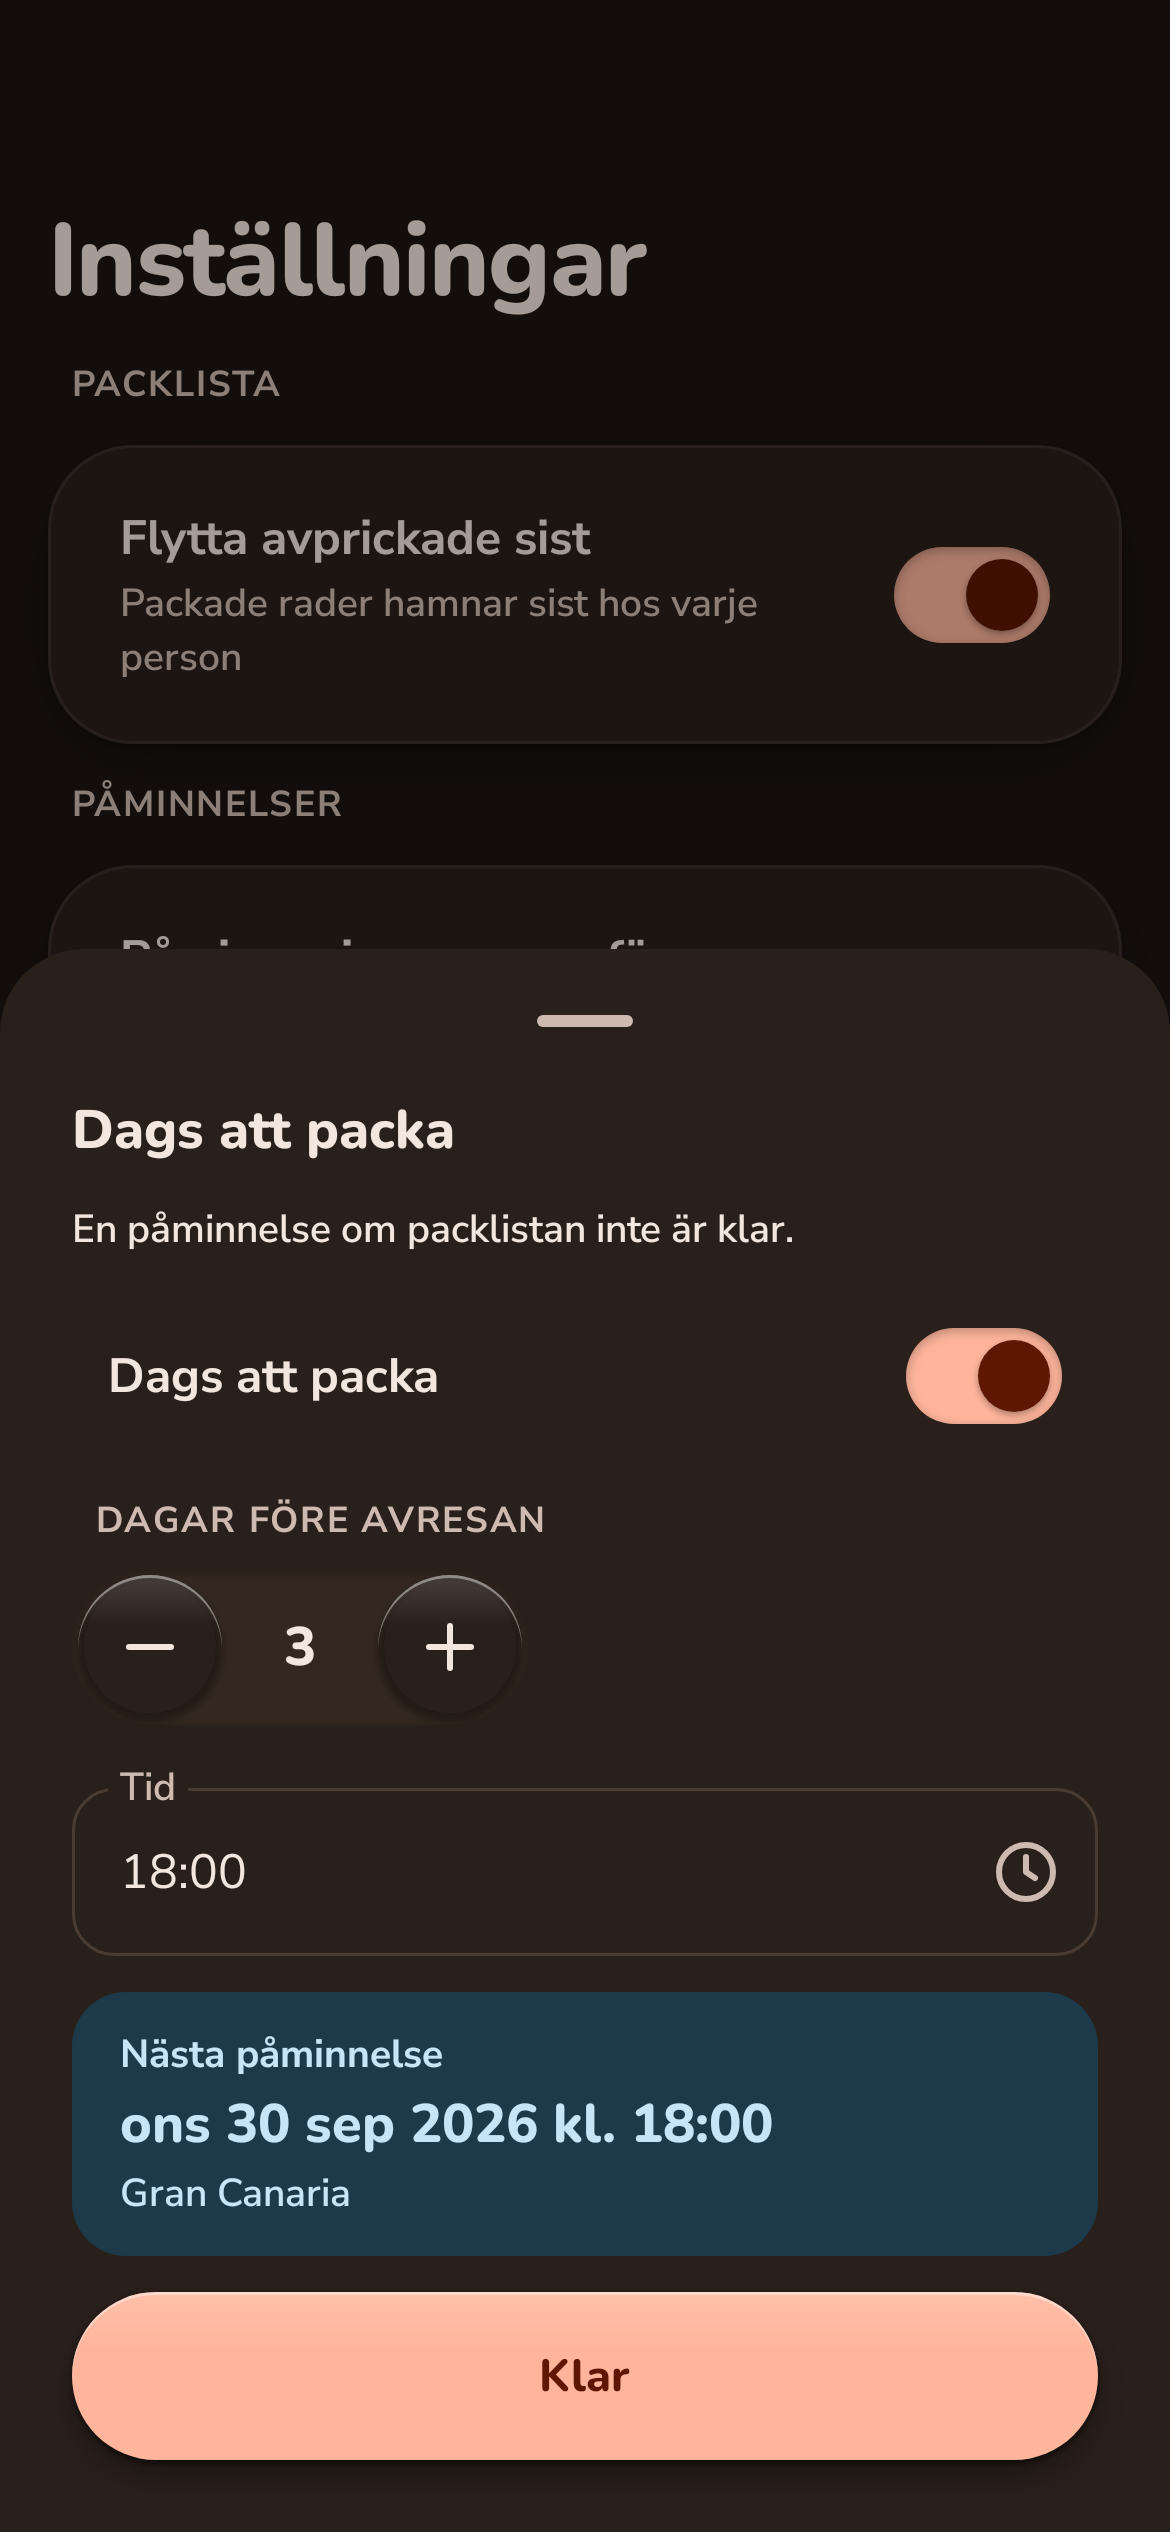 Inställningar
PACKLISTA
Flytta avprickade sist
Packade rader hamnar sist hos varje
person
PÅMINNELSER
Dags att packa
En påminnelse om packlistan inte är klar.
Dags att packa
DAGAR FÖRE AVRESAN
3
Tid
18:00
Nästa påminnelse
ons 30 sep 2026 kl. 18:00
Gran Canaria
Klar